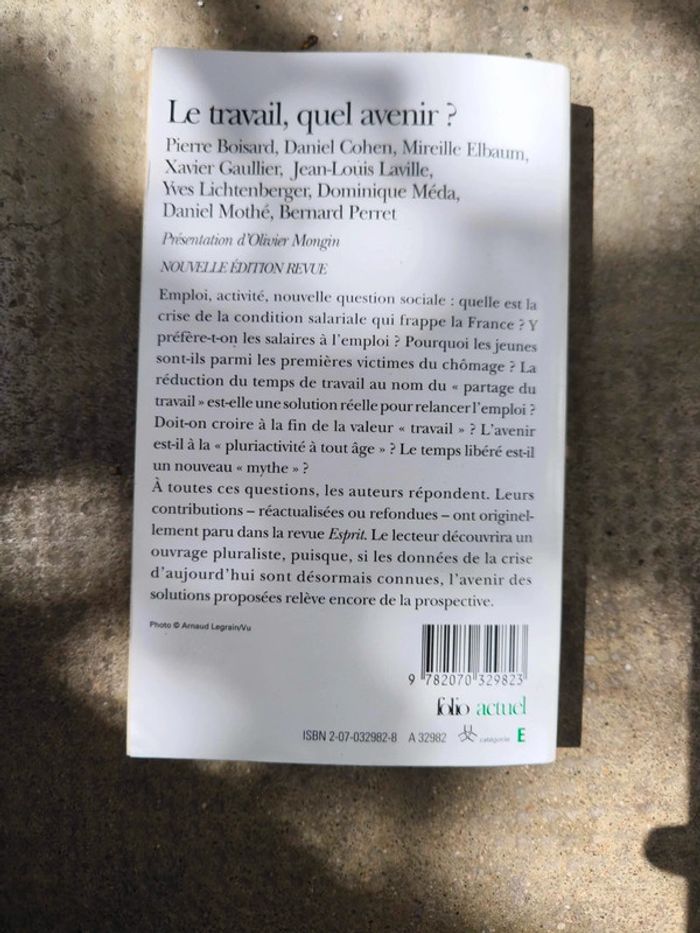 Le travail, quel avenir ?
Pierre Boisard, Daniel Cohen, Mireille Elbaum,
Xavier Gaullier, Jean-Louis Laville,
Yves Lichtenberger, Dominique Méda,
Daniel Mothé, Bernard Perret
Présentation d'Olivier Mongin
NOUVELLE ÉDITION REVUE
Emploi, activité, nouvelle question sociale : quelle est la
crise de la condition salariale qui frappe la France ? Y
préfère-t-on les salaires à l'emploi ? Pourquoi les jeunes
sont-ils parmi les premières victimes du chômage ? La
réduction du temps de travail au nom du « partage du
travail » est-elle une solution réelle pour relancer l'emploi ?
Doit-on croire à la fin de la valeur « travail » ? L'avenir
est-il à la « pluriactivité à tout âge » ? Le temps libéré est-il
un nouveau « mythe » ?
À toutes ces questions, les auteurs répondent. Leurs
contributions – réactualisées ou refondues – ont originel-
lement paru dans la revue Esprit. Le lecteur découvrira un
ouvrage pluraliste, puisque, si les données de la crise
d'aujourd'hui sont désormais connues, l'avenir des
solutions proposées relève encore de la prospective.
Photo © Arnaud Legrain/Vu
9 782070 329823
folio actuel
ISBN 2-07-032982-8 A 32982 catégorie E